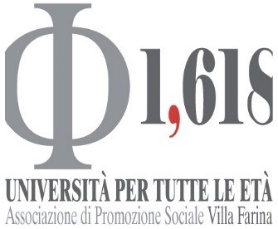 Φ 1,618
UNIVERSITÀ PER TUTTE LE ETÀ
Associazione di Promozione Sociale Villa Farina